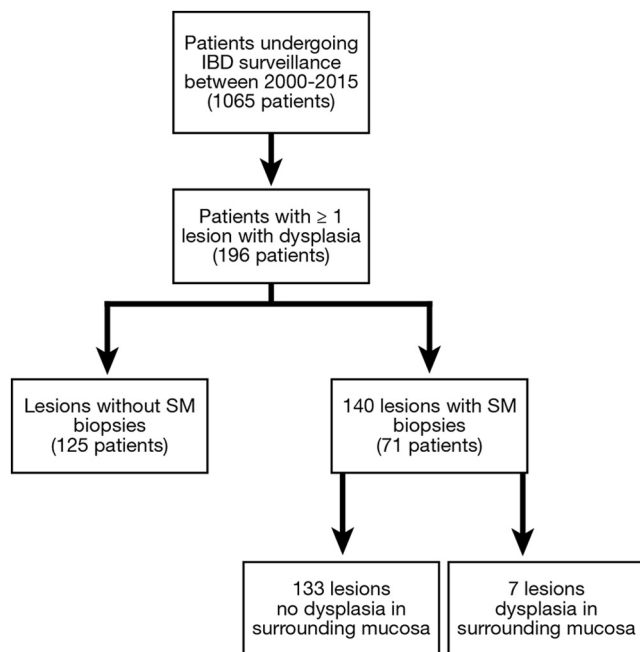 Patients undergoing
IBD surveillance
between 2000-2015
(1065 patients)
Patients with ≥ 1
lesion with dysplasia
(196 patients)
Lesions without SM
biopsies
(125 patients)
140 lesions with SM
biopsies
(71 patients)
133 lesions
no dysplasia in
surrounding mucosa
7 lesions
dysplasia in
surrounding mucosa